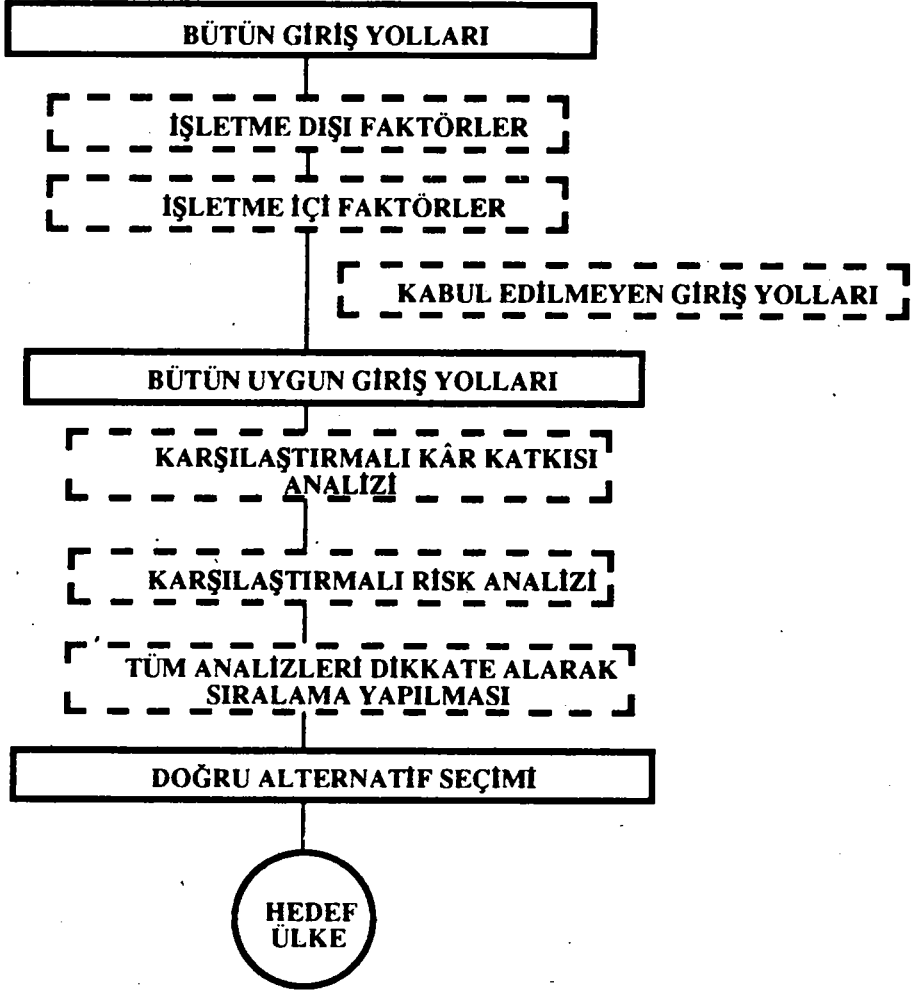 BÜTÜN GİRİŞ YOLLARI
İŞLETME DIŞI FAKTÖRLER
İŞLETME İÇİ FAKTÖRLER
KABUL EDİLMEYEN GİRİŞ YOLLARI
BÜTÜN UYGUN GİRİŞ YOLLARI
KARŞILAŞTIRMALI KÂR KATKISI
ANALİZİ
KARŞILAŞTIRMALI RİSK ANALİZİ
TÜM ANALİZLERİ DİKKATE ALARAK
SIRALAMA YAPILMASI
DOĞRU ALTERNATİF SEÇİMİ
HEDEF
ÜLKE